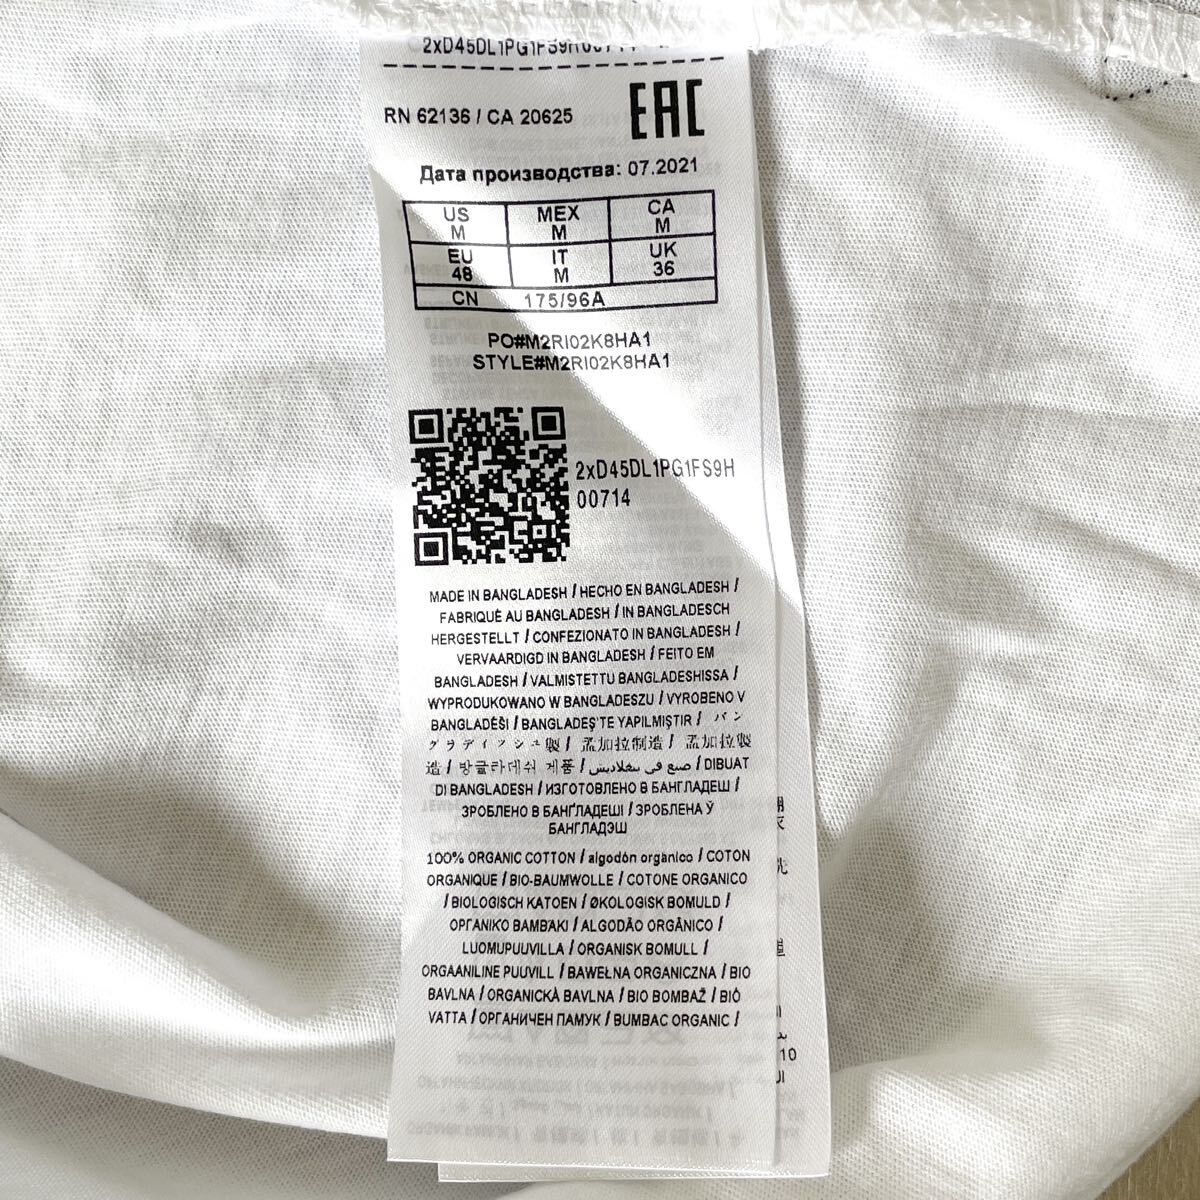 RN 62136 / CA 20625
EAC
Дата производства: 07.2021
US MEX CA
M M M
EU IT UK
48 M 36
CN 175/96A
PO#M2RI02K8HA1
STYLE#M2RI02K8HA1
2xD45DL1PG1FS9H
00714
MADE IN BANGLADESH / HECHO EN BANGLADESH /
FABRIQUÉ AU BANGLADESH / IN BANGLADESCH
HERGESTELLT / CONFEZIONATO IN BANGLADESH /
VERVAARDIGD IN BANGLADESH / FEITO EM
BANGLADESH / VALMISTETTU BANGLADESHISSA /
WYPRODUKOWANO W BANGLADESZU / VYROBENO V
BANGLADÉŠI / BANGLADEŞ'TE YAPILMIŞTIR / バン
グラディッシュ製 / 孟加拉制造 / 孟加拉製
造 / 방글라데쉬 제품 / صنع في بنغلاديش / DIBUAT
DI BANGLADESH / ИЗГОТОВЛЕНО В БАНГЛАДЕШ /
ЗРОБЛЕНО В БАНҐЛАДЕШІ / ЗРОБЛЕНА Ў
БАНГЛАДЭШ
100% ORGANIC COTTON / algodón orgánico / COTON
ORGANIQUE / BIO-BAUMWOLLE / COTONE ORGANICO
/ BIOLOGISCH KATOEN / ØKOLOGISK BOMULD /
ΟΡΓΑΝΙΚΟ ΒΑΜΒΑΚΙ / ALGODÃO ORGÂNICO /
LUOMUPUUVILLA / ORGANISK BOMULL /
ORGAANILINE PUUVILL / BAWEŁNA ORGANICZNA / BIO
BAVLNA / ORGANICKÁ BAVLNA / BIO BOMBAŽ / BIÓ
VATTA / ОРГАНИЧЕН ПАМУК / BUMBAC ORGANIC /
10